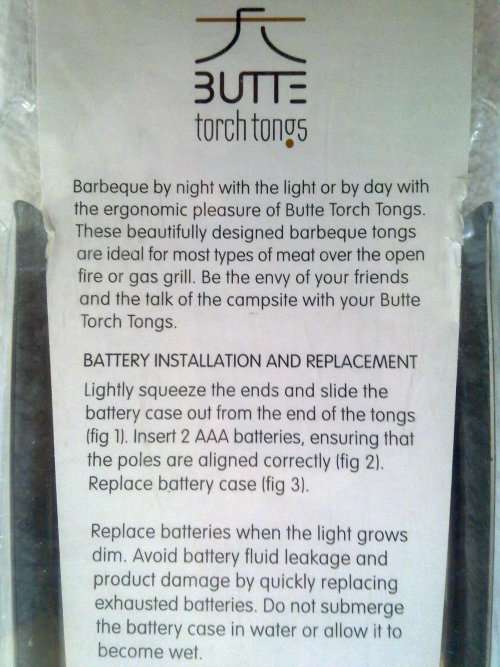 BUTTE
torch tongs
Barbeque by night with the light or by day with
the ergonomic pleasure of Butte Torch Tongs.
These beautifully designed barbeque tongs
are ideal for most types of meat over the open
fire or gas grill. Be the envy of your friends
and the talk of the campsite with your Butte
Torch Tongs.
BATTERY INSTALLATION AND REPLACEMENT
Lightly squeeze the ends and slide the
battery case out from the end of the tongs
(fig 1). Insert 2 AAA batteries, ensuring that
the poles are aligned correctly (fig 2).
Replace battery case (fig 3).
Replace batteries when the light grows
dim. Avoid battery fluid leakage and
product damage by quickly replacing
exhausted batteries. Do not submerge
the battery case in water or allow it to
become wet.